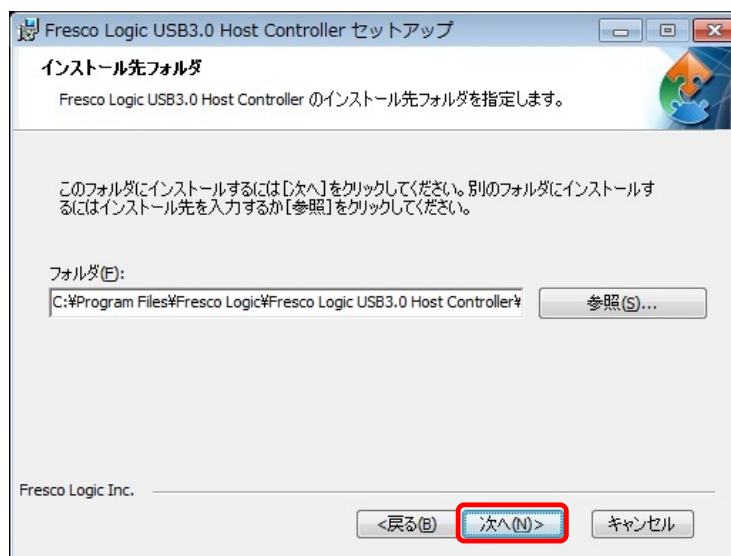 Fresco Logic USB3.0 Host Controller セットアップ
インストール先フォルダ
Fresco Logic USB3.0 Host Controller のインストール先フォルダを指定します。
このフォルダにインストールするには[次へ]をクリックしてください。別のフォルダにインストールす
るにはインストール先を入力するか[参照]をクリックしてください。
フォルダ(F):
C:¥Program Files¥Fresco Logic¥Fresco Logic USB3.0 Host Controller¥
参照(S)...
Fresco Logic Inc.
<戻る(B)
次へ(N)>
キャンセル